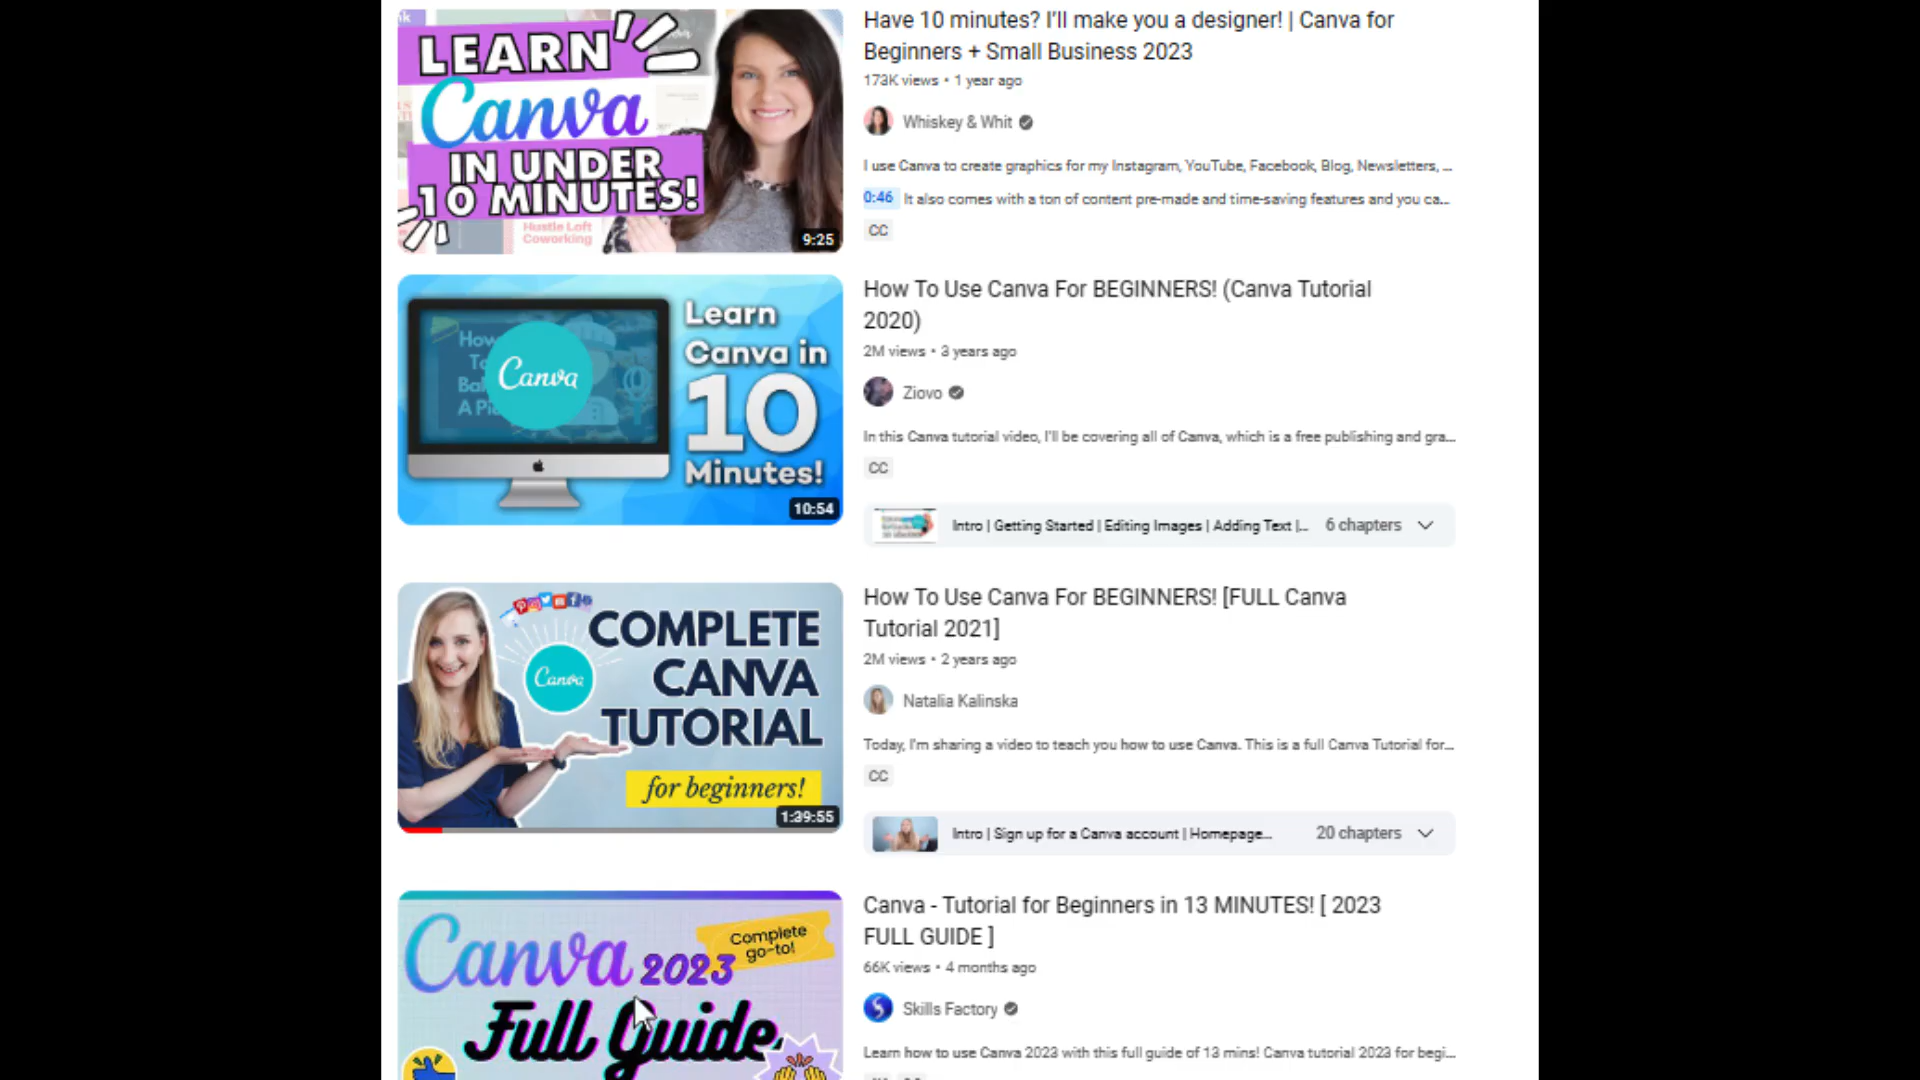 LEARN
Canva
IN UNDER
10 MINUTES!
Hustle Loft
Coworking
9:25
Have 10 minutes? I'll make you a designer! | Canva for
Beginners + Small Business 2023
173K views • 1 year ago
Whiskey & Whit
I use Canva to create graphics for my Instagram, YouTube, Facebook, Blog, Newsletters, ...
0:46 It also comes with a ton of content pre-made and time-saving features and you ca...
CC
How
To
A Pie
Canva
Learn
Canva in
10
Minutes!
10:54
How To Use Canva For BEGINNERS! (Canva Tutorial
2020)
2M views • 3 years ago
Ziovo
In this Canva tutorial video, I'll be covering all of Canva, which is a free publishing and gra...
CC
Intro | Getting Started | Editing Images | Adding Text |... 6 chapters
COMPLETE
CANVA
TUTORIAL
for beginners!
Canva
1:39:55
How To Use Canva For BEGINNERS! [FULL Canva
Tutorial 2021]
2M views • 2 years ago
Natalia Kalinska
Today, I'm sharing a video to teach you how to use Canva. This is a full Canva Tutorial for...
CC
Intro | Sign up for a Canva account | Homepage... 20 chapters
Canva 2023
Complete
go-to!
Full Guide
Canva - Tutorial for Beginners in 13 MINUTES! [ 2023
FULL GUIDE ]
66K views • 4 months ago
Skills Factory
Learn how to use Canva 2023 with this full guide of 13 mins! Canva tutorial 2023 for begi...